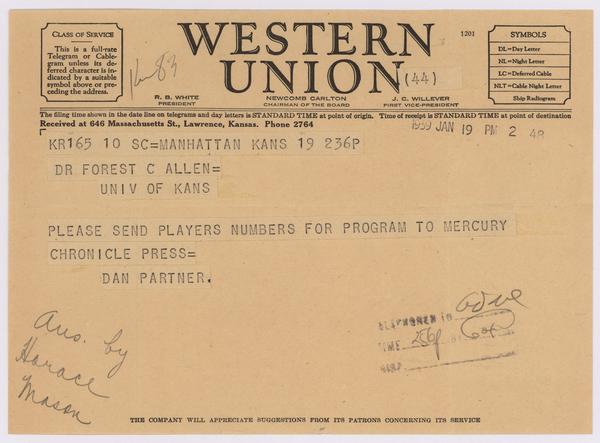 CLASS OF SERVICE
This is a full-rate
Telegram or Cable-
gram unless its de-
ferred character is in-
dicated by a suitable
symbol above or pre-
ceding the address.
WESTERN
UNION
(44)
1201
R. B. WHITE
PRESIDENT
NEWCOMB CARLTON
CHAIRMAN OF THE BOARD
J. C. WILLEVER
FIRST VICE-PRESIDENT
SYMBOLS
DL=Day Letter
NL=Night Letter
LC=Deferred Cable
NLT=Cable Night Letter
Ship Radiogram
The filing time shown in the date line on telegrams and day letters is STANDARD TIME at point of origin. Time of receipt is STANDARD TIME at point of destination
Received at 646 Massachusetts St., Lawrence, Kansas. Phone 2764
1939 JAN 19 PM 2 48
KR165 10 SC=MANHATTAN KANS 19 236P
DR FOREST C ALLEN=
UNIV OF KANS
PLEASE SEND PLAYERS NUMBERS FOR PROGRAM TO MERCURY
CHRONICLE PRESS=
DAN PARTNER.
TELEPHONED TO
TIME 256p BY
Ans. by
Horace
Mason
THE COMPANY WILL APPRECIATE SUGGESTIONS FROM ITS PATRONS CONCERNING ITS SERVICE